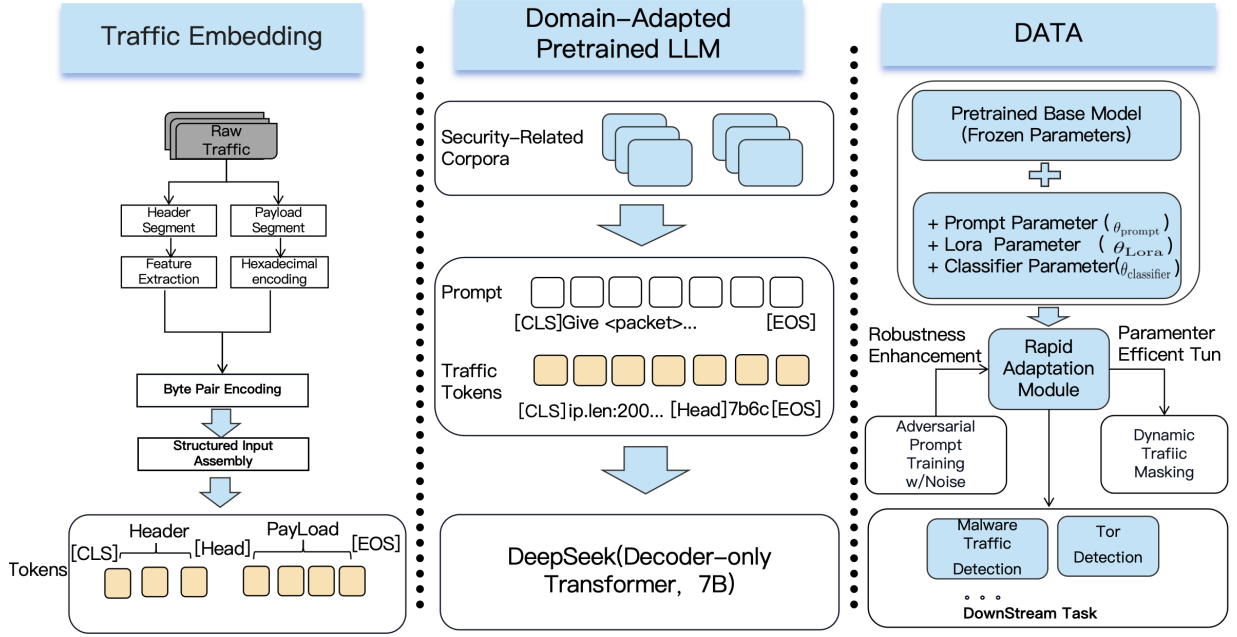 Traffic Embedding
Raw
Traffic
Header
Segment
Payload
Segment
Feature
Extraction
Hexadecimal
encoding
Byte Pair Encoding
Structured Input
Assembly
Header
PayLoad
[CLS]
[Head]
[EOS]
Tokens
Domain-Adapted
Pretrained LLM
Security-Related
Corpora
Prompt
[CLS]Give <packet>...
[EOS]
Traffic
Tokens
[CLS]ip.len:200... [Head]7b6c[EOS]
DeepSeek(Decoder-only
Transformer, 7B)
DATA
Pretrained Base Model
(Frozen Parameters)
+ Prompt Parameter (θprompt)
+ Lora Parameter (θLora)
+ Classifier Parameter(θclassifier)
Robustness
Enhancement
Rapid
Adaptation
Module
Paramenter
Efficent Tun
Adversarial
Prompt
Training
w/Noise
Dynamic
Trafiic
Masking
Malware
Traffic
Detection
Tor
Detection
DownStream Task